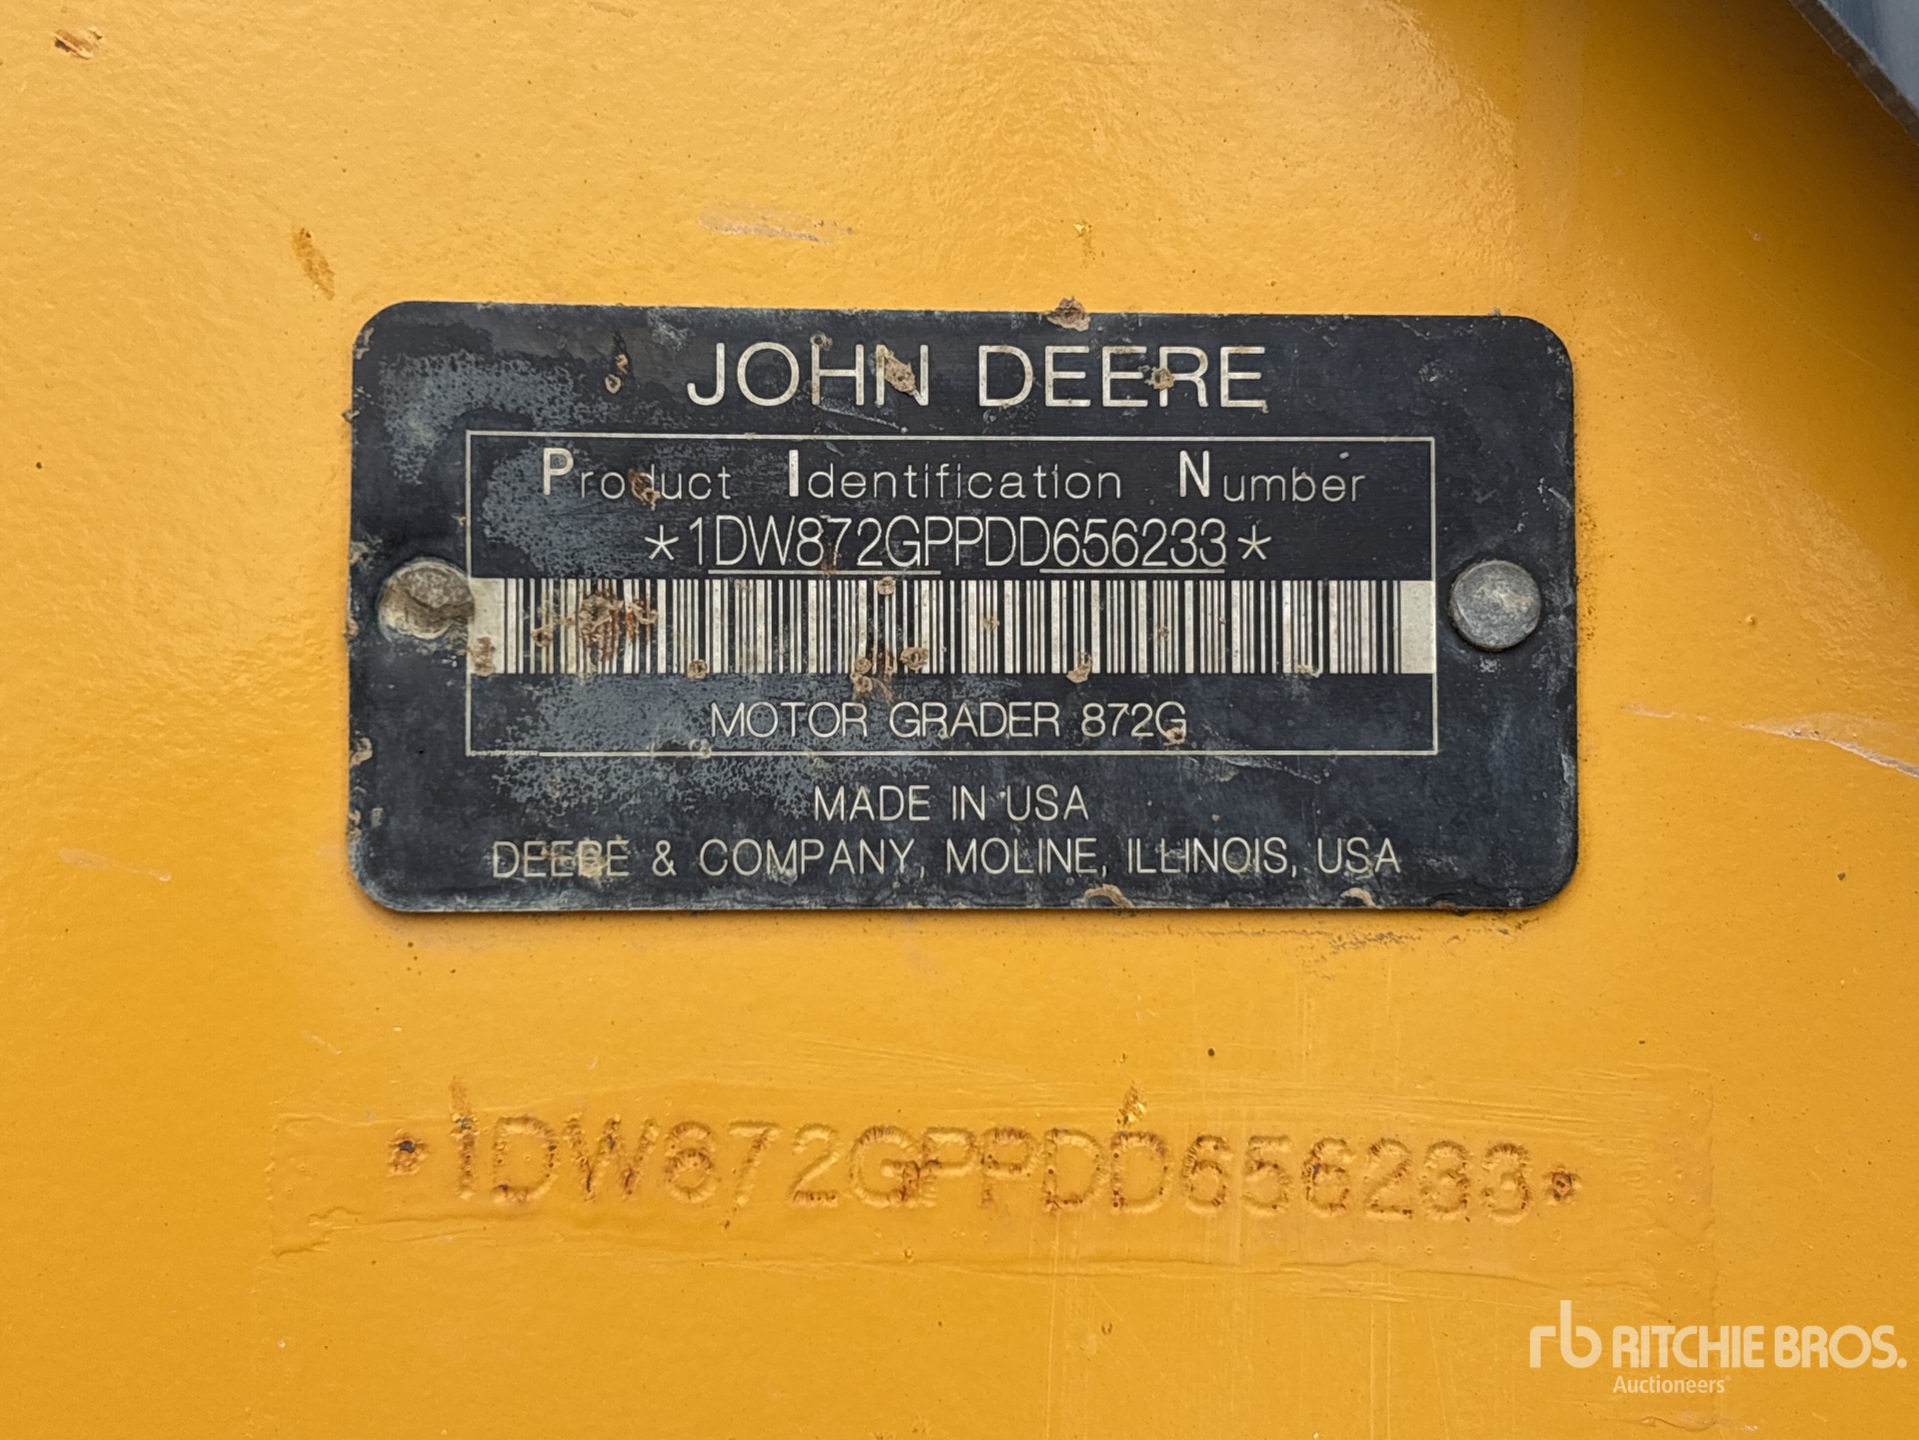 JOHN DEERE
Product Identification Number
*1DW872GPPDD656233*
MOTOR GRADER 872G
MADE IN USA
DEERE & COMPANY, MOLINE, ILLINOIS, USA
•1DW872GPPDD656233•
rb RITCHIE BROS.
Auctioneers